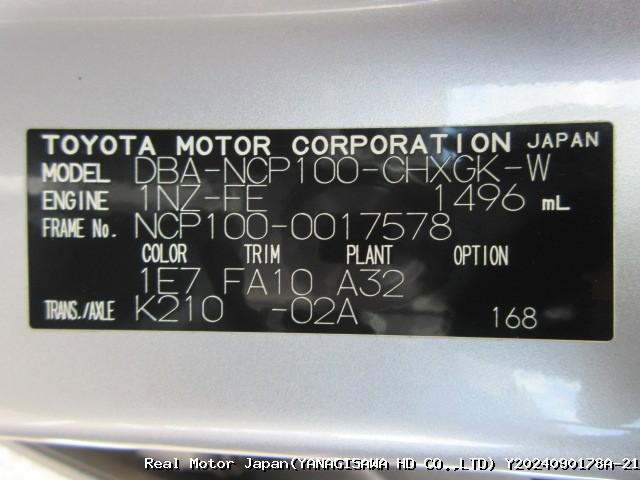 TOYOTA MOTOR CORPORATION JAPAN
MODEL DBA-NCP100-CHXGK-W
ENGINE 1NZ-FE 1496 mL
FRAME No. NCP100-0017578
COLOR TRIM PLANT OPTION
1E7 FA10 A32
TRANS./AXLE K210 -02A 168
Real Motor Japan(YANAGISAWA HD CO.,LTD) Y2024090178A-21